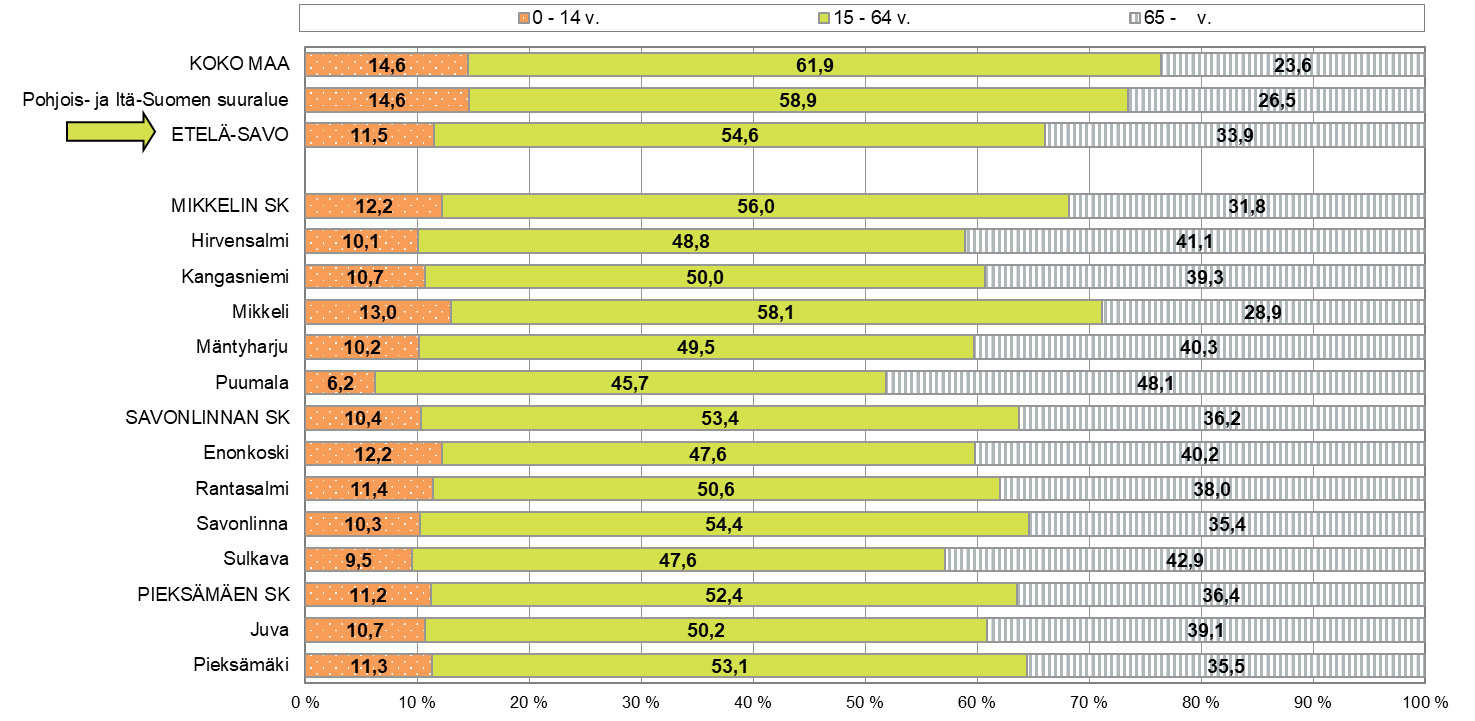 0 - 14 v. 15 - 64 v. 65 - v.
KOKO MAA 14,6 61,9 23,6
Pohjois- ja Itä-Suomen suuralue 14,6 58,9 26,5
ETELÄ-SAVO 11,5 54,6 33,9
MIKKELIN SK 12,2 56,0 31,8
Hirvensalmi 10,1 48,8 41,1
Kangasniemi 10,7 50,0 39,3
Mikkeli 13,0 58,1 28,9
Mäntyharju 10,2 49,5 40,3
Puumala 6,2 45,7 48,1
SAVONLINNAN SK 10,4 53,4 36,2
Enonkoski 12,2 47,6 40,2
Rantasalmi 11,4 50,6 38,0
Savonlinna 10,3 54,4 35,4
Sulkava 9,5 47,6 42,9
PIEKSÄMÄEN SK 11,2 52,4 36,4
Juva 10,7 50,2 39,1
Pieksämäki 11,3 53,1 35,5
0 % 10 % 20 % 30 % 40 % 50 % 60 % 70 % 80 % 90 % 100 %